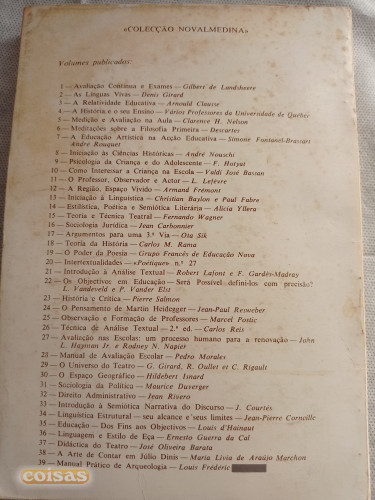 «COLECÇÃO NOVALMEDINA»
Volumes publicados:
1 — Avaliação Contínua e Exames — Gilbert de Landsheere
2 — As Línguas Vivas — Denis Girard
3 — A Relatividade Educativa — Arnould Clausse
4 — A História e o seu Ensino — Vários Professores da Universidade de Québec
5 — Medição e Avaliação na Aula — Clarence H. Nelson
6 — Meditações sobre a Filosofia Primeira — Descartes
7 — A Educação Artística na Acção Educativa — Simone Fontanel-Brassart
André Rouquet
8 — Iniciação às Ciências Históricas — André Nouschi
9 — Psicologia da Criança e do Adolescente — F. Hotyat
10 — Como Interessar a Criança na Escola — Valdi José Bassan
11 — O Professor, Observador e Actor — L. Lefèvre
12 — A Região, Espaço Vivido — Armand Frémont
13 — Iniciação à Linguística — Christian Baylon e Paul Fabre
14 — Estilística, Poética e Semiótica Literária — Alicia Yllera
15 — Teoria e Técnica Teatral — Fernando Wagner
16 — Sociologia Jurídica — Jean Carbonnier
17 — Argumentos para uma 3.ª Via — Ota Sik
18 — Teoria da História — Carlos M. Rama
19 — O Poder da Poesia — Grupo Francês de Educação Nova
20 — Intertextualidades — «Poétique» n.º 27
21 — Introdução à Análise Textual — Robert Lafont e F. Gardès-Madray
22 — Os Objectivos em Educação — Será Possível defini-los com precisão?
L. Vandevelde e P. Vander Elst
23 — História e Crítica — Pierre Salmon
24 — O Pensamento de Martin Heidegger — Jean-Paul Resweber
25 — Observação e Formação de Professores — Marcel Postic
26 — Técnica de Análise Textual — 2.ª ed. — Carlos Reis
27 — Avaliação nas Escolas: um processo humano para a renovação — John
L. Hayman Jr. e Rodney N. Napier
28 — Manual de Avaliação Escolar — Pedro Morales
29 — O Universo do Teatro — G. Girard, R. Oullet et C. Rigault
30 — O Espaço Geográfico — Hildebert Isnard
31 — Sociologia da Política — Maurice Duverger
32 — Direito Administrativo — Jean Rivero
33 — Introdução à Semiótica Narrativa do Discurso — J. Courtés
34 — Linguística Estrutural — seu alcance e seus limites — Jean-Pierre Corneille
35 — Educação — Dos Fins aos Objectivos — Louis d'Hainaut
36 — Linguagem e Estilo de Eça — Ernesto Guerra da Cal
37 — Didáctica do Teatro — José Oliveira Barata
38 — A Arte de Contar em Júlio Dinis — Maria Lívia de Araújo Marchon
39 — Manual Prático de Arqueologia — Louis Frédéric
coisas